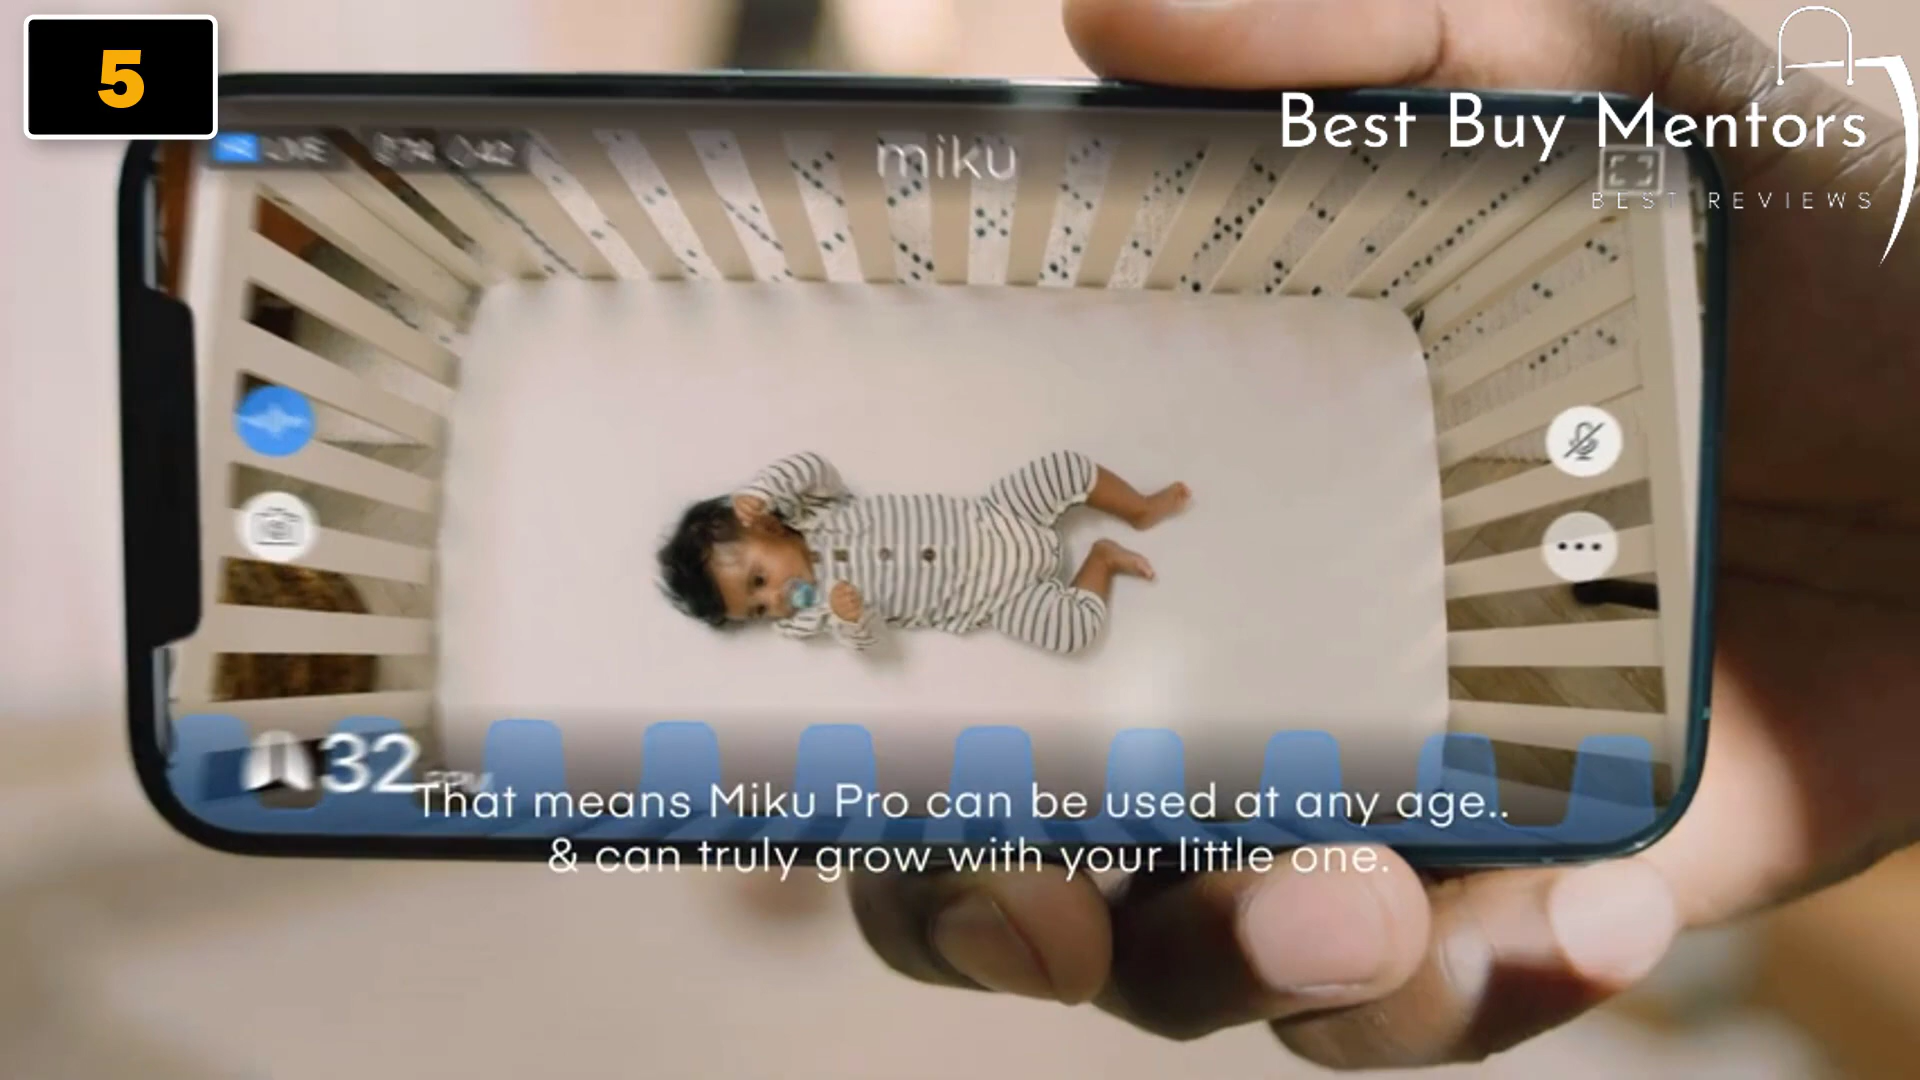 5
Best Buy Mentors
BEST REVIEWS
LIVE
miku
32
That means Miku Pro can be used at any age..
& can truly grow with your little one.